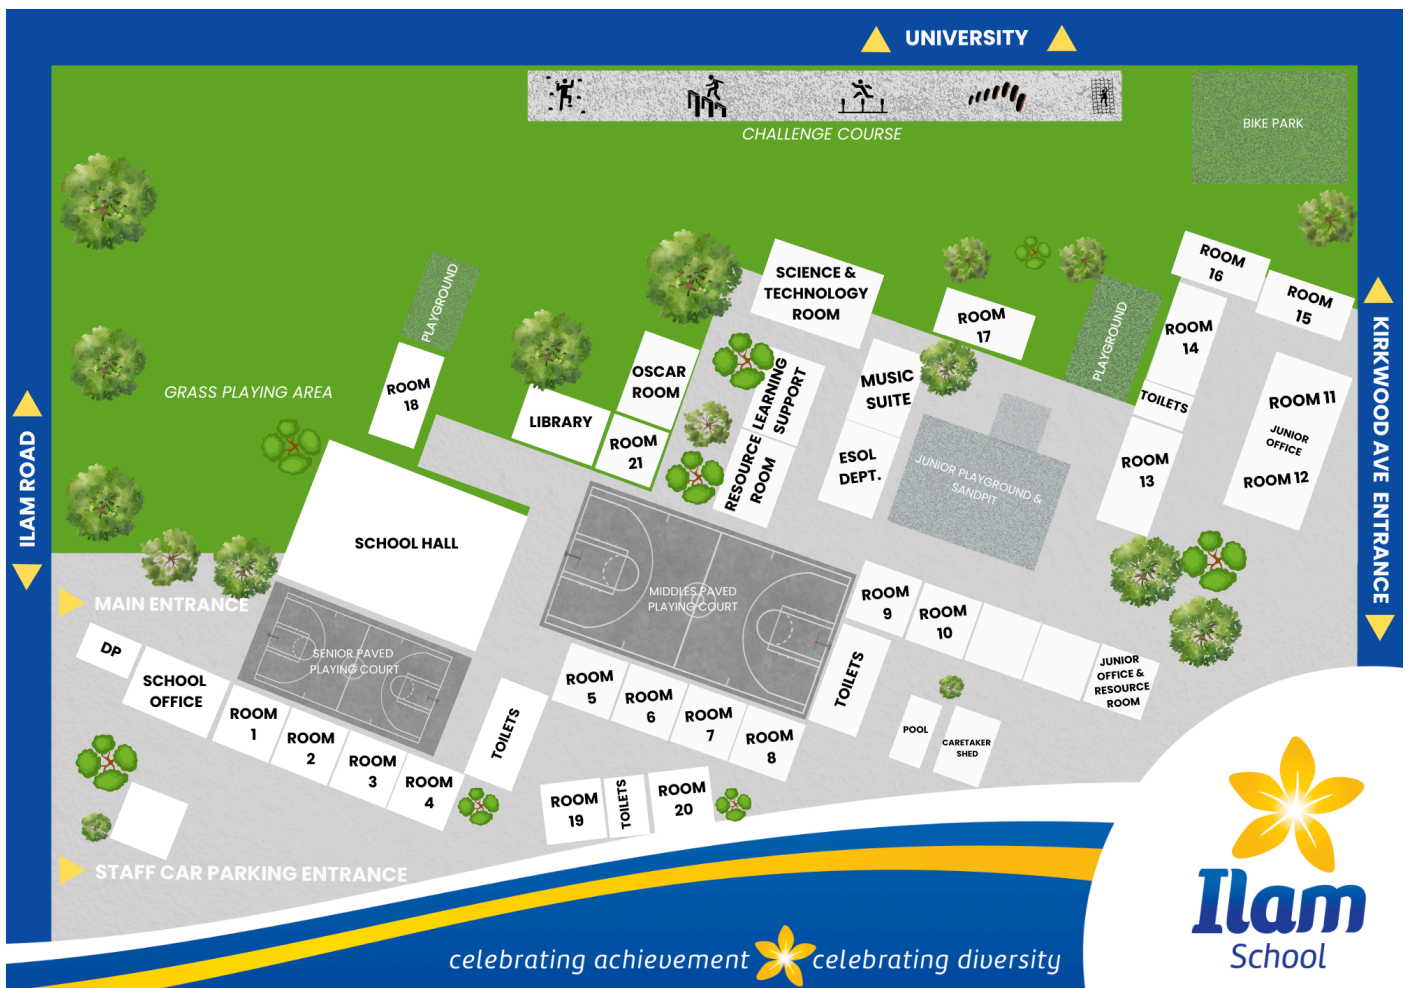 UNIVERSITY
CHALLENGE COURSE
BIKE PARK
ROOM
16
ROOM
15
SCIENCE &
TECHNOLOGY
ROOM
ROOM
17
PLAYGROUND
PLAYGROUND
ROOM
14
TOILETS
ROOM
13
ROOM 11
JUNIOR
OFFICE
ROOM 12
KIRKWOOD AVE ENTRANCE
GRASS PLAYING AREA
ROOM
18
OSCAR
ROOM
LIBRARY
ROOM
21
LEARNING
SUPPORT
RESOURCE
ROOM
MUSIC
SUITE
ESOL
DEPT.
JUNIOR PLAYGROUND &
SANDPIT
ILAM ROAD
SCHOOL HALL
MAIN ENTRANCE
MIDDLES PAVED
PLAYING COURT
SENIOR PAVED
PLAYING COURT
ROOM
9
ROOM
10
JUNIOR
OFFICE &
RESOURCE
ROOM
DP
SCHOOL
OFFICE
ROOM
1
ROOM
2
ROOM
3
ROOM
4
TOILETS
ROOM
5
ROOM
6
ROOM
7
ROOM
8
TOILETS
POOL
CARETAKER
SHED
ROOM
19
TOILETS
ROOM
20
STAFF CAR PARKING ENTRANCE
celebrating achievement celebrating diversity
Ilam
School